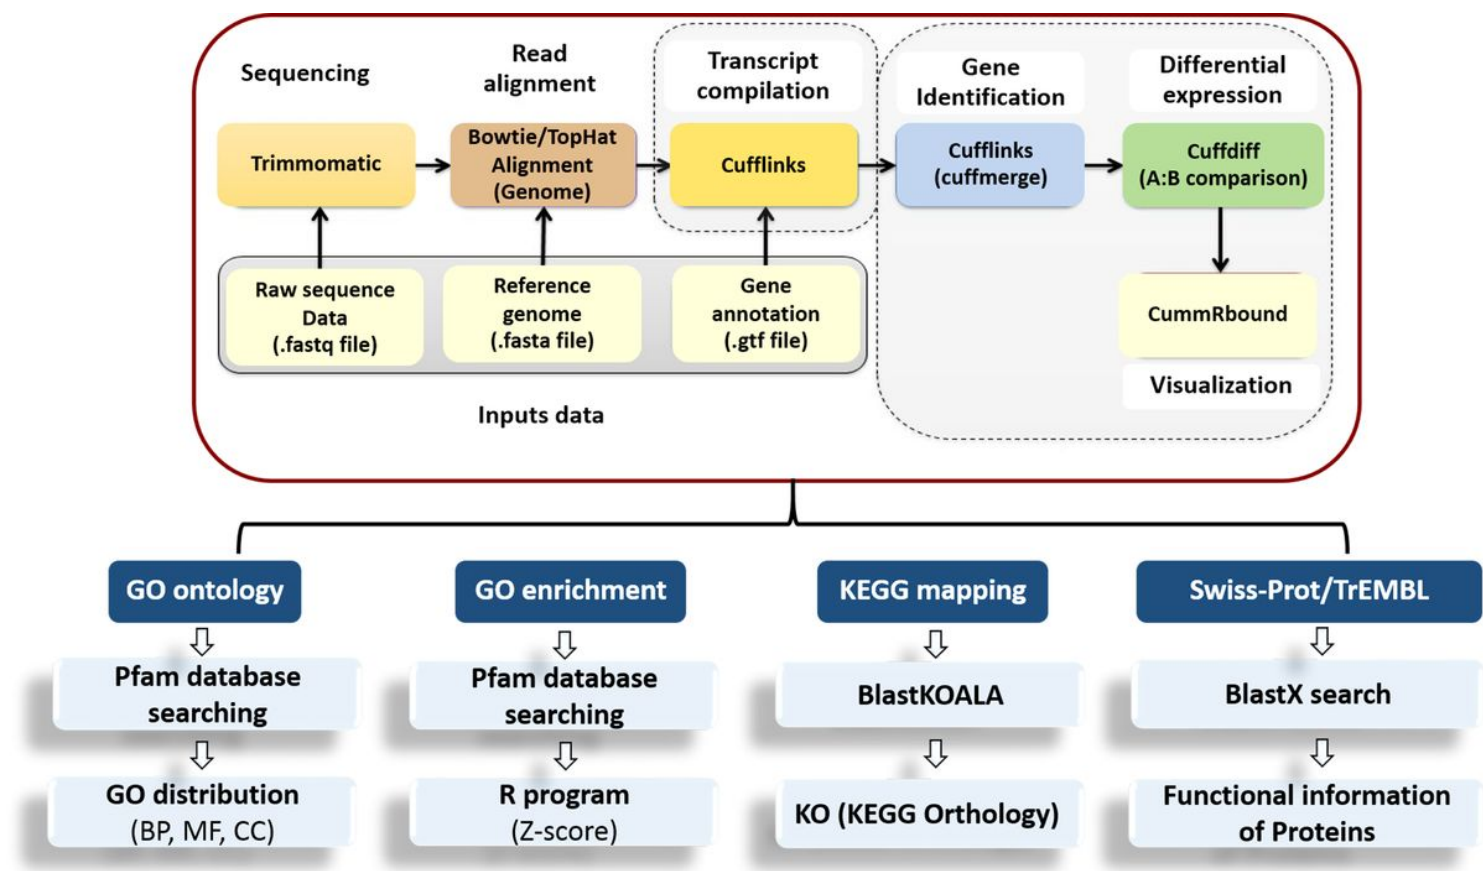 Sequencing
Read
alignment
Transcript
compilation
Gene
Identification
Differential
expression
Trimmomatic
Bowtie/TopHat
Alignment
(Genome)
Cufflinks
Cufflinks
(cuffmerge)
Cuffdiff
(A:B comparison)
Raw sequence
Data
(.fastq file)
Reference
genome
(.fasta file)
Gene
annotation
(.gtf file)
CummRbound
Visualization
Inputs data
GO ontology
GO enrichment
KEGG mapping
Swiss-Prot/TrEMBL
Pfam database
searching
Pfam database
searching
BlastKOALA
BlastX search
GO distribution
(BP, MF, CC)
R program
(Z-score)
KO (KEGG Orthology)
Functional information
of Proteins